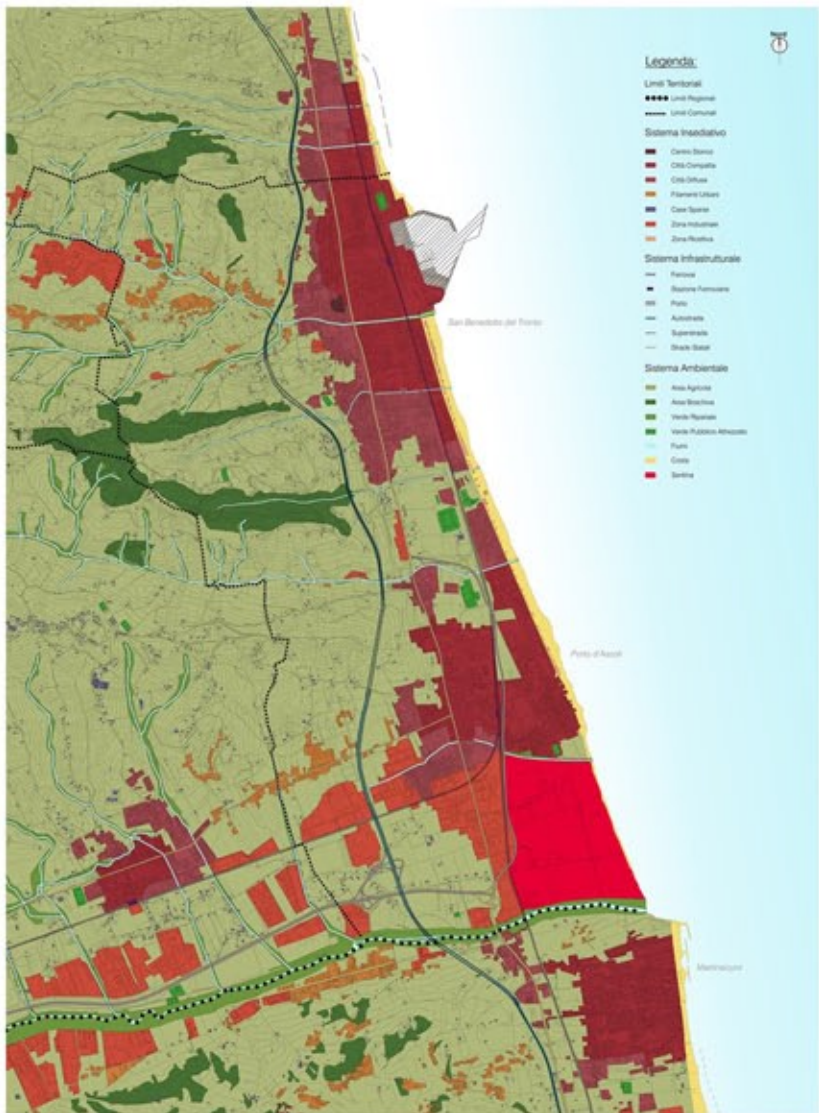 Nord
Legenda:
Limiti Territoriali
Limiti Regionali
Limiti Comunali
Sistema Insediativo
Centro Storico
Città Compatta
Città Diffusa
Filamenti Urbani
Case Sparse
Zona Industriale
Zona Ricettiva
Sistema Infrastrutturale
Ferrovia
Stazione Ferroviaria
Porto
Autostrada
Superstrada
Strade Statali
Sistema Ambientale
Area Agricola
Area Boschiva
Verde Ripariale
Verde Pubblico Attrezzato
Fiumi
Costa
Sentina
San Benedetto del Tronto
Porto d'Ascoli
Martinsicuro